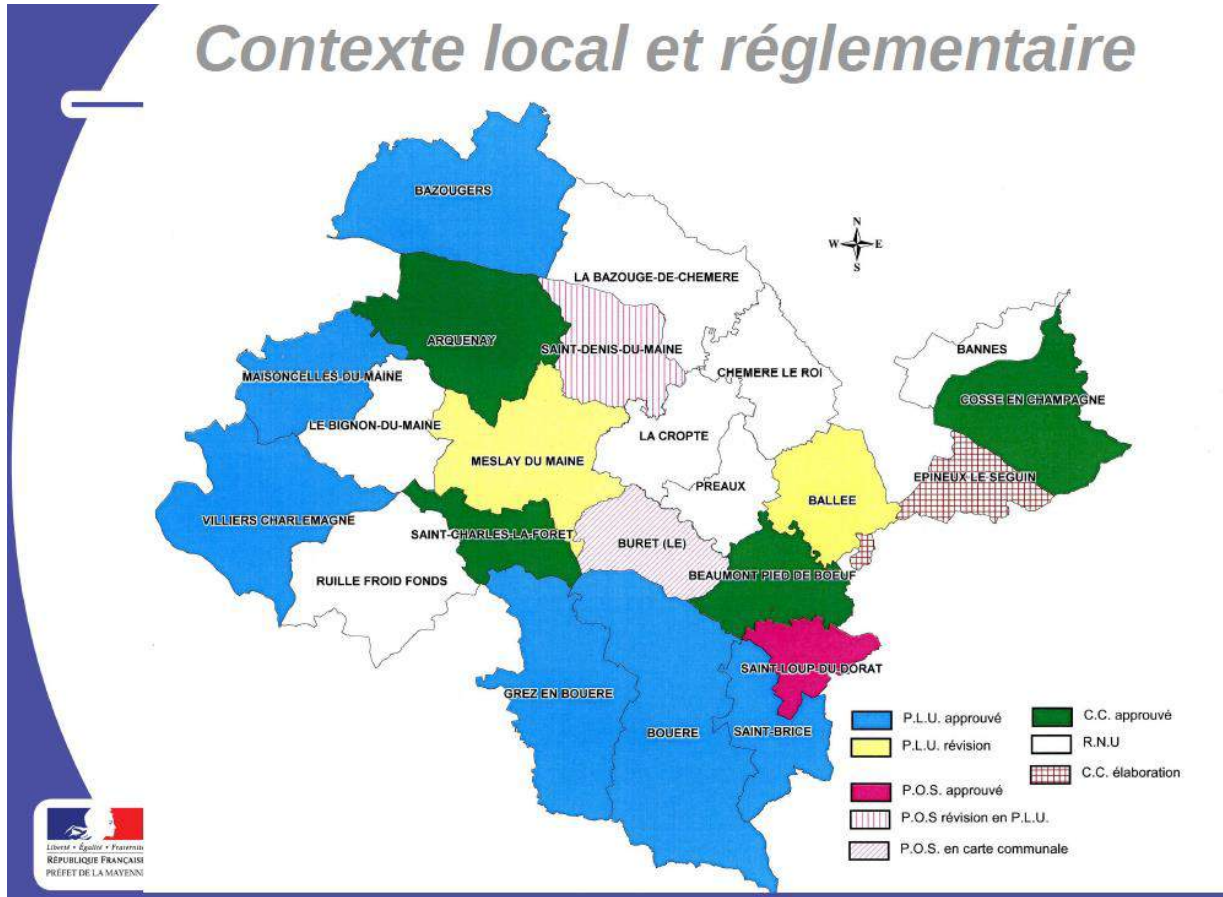 Contexte local et réglementaire
BAZOUGERS
N
W E
S
LA BAZOUGE-DE-CHEMERE
ARQUENAY
SAINT-DENIS-DU-MAINE
BANNES
MAISONCELLES-DU-MAINE
CHEMERE LE ROI
COSSE EN CHAMPAGNE
LE BIGNON-DU-MAINE
LA CROPTE
MESLAY DU MAINE
EPINEUX LE SEGUIN
PREAUX
BALLEE
VILLIERS CHARLEMAGNE
SAINT-CHARLES-LA-FORET
BURET (LE)
RUILLE FROID FONDS
BEAUMONT PIED DE BOEUF
SAINT-LOUP-DU-DORAT
GREZ EN BOUERE
BOUERE
SAINT-BRICE
P.L.U. approuvé
P.L.U. révision
P.O.S. approuvé
P.O.S révision en P.L.U.
P.O.S. en carte communale
C.C. approuvé
R.N.U
C.C. élaboration
Liberté • Égalité • Fraternité
RÉPUBLIQUE FRANÇAISE
PRÉFET DE LA MAYENNE